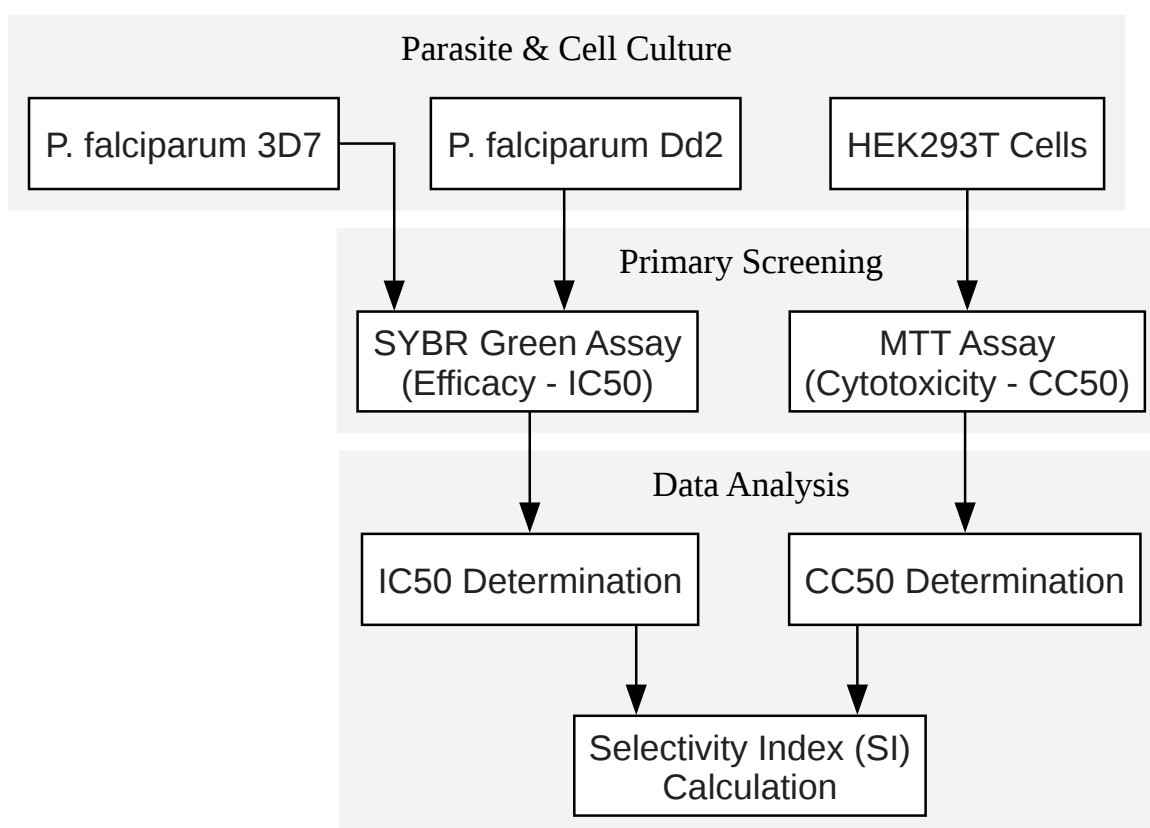 Parasite & Cell Culture
P. falciparum 3D7
P. falciparum Dd2
HEK293T Cells
Primary Screening
SYBR Green Assay
(Efficacy - IC50)
MTT Assay
(Cytotoxicity - CC50)
Data Analysis
IC50 Determination
CC50 Determination
Selectivity Index (SI)
Calculation